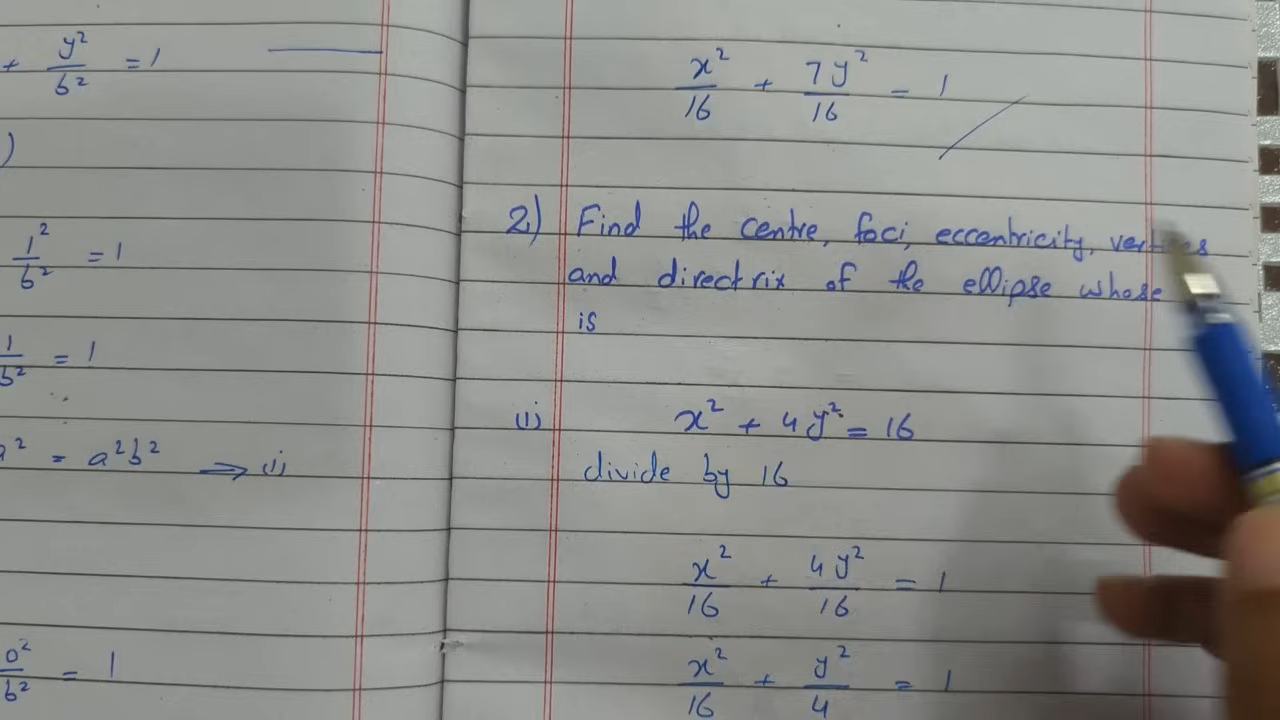 + y²/b² = 1
)
1²/b² = 1
1/b² = 1
a² = a²b² ⟹ (i)
0²/b² = 1
x²/16 + 7y²/16 = 1
2) Find the centre, foci, eccentricity, vertices
and directrix of the ellipse whose
is
(i) x² + 4y² = 16
divide by 16
x²/16 + 4y²/16 = 1
x²/16 + y²/4 = 1